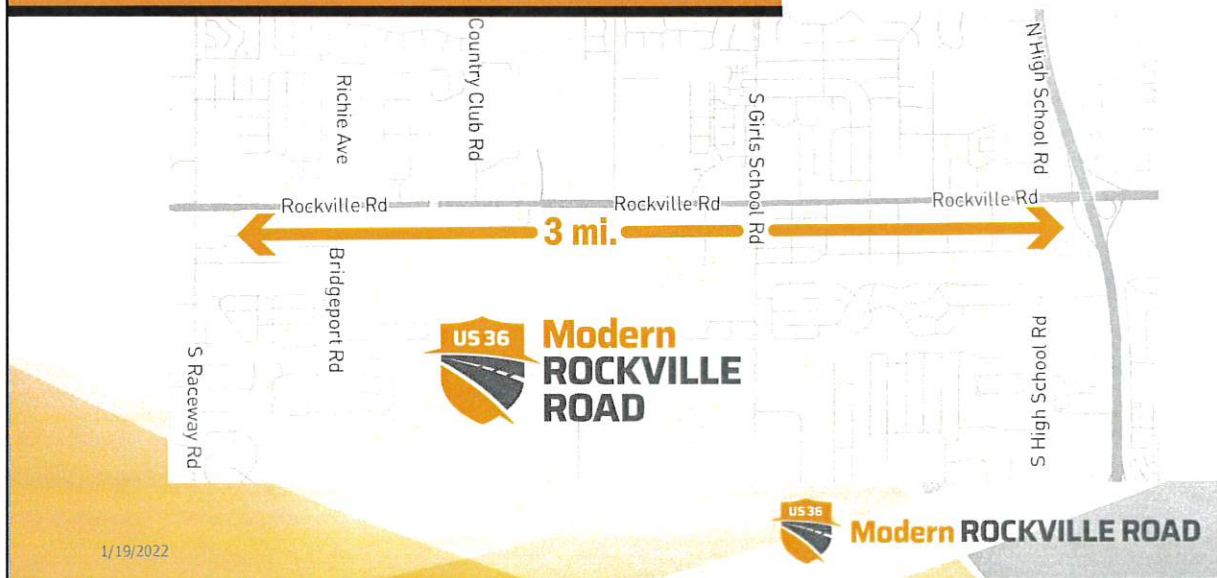 Country Club Rd
N High School Rd
Richie Ave
S Girls School Rd
Rockville Rd
Rockville Rd
Rockville Rd
3 mi.
Bridgeport Rd
S Raceway Rd
US 36
Modern
ROCKVILLE
ROAD
S High School Rd
1/19/2022
US 36
Modern ROCKVILLE ROAD